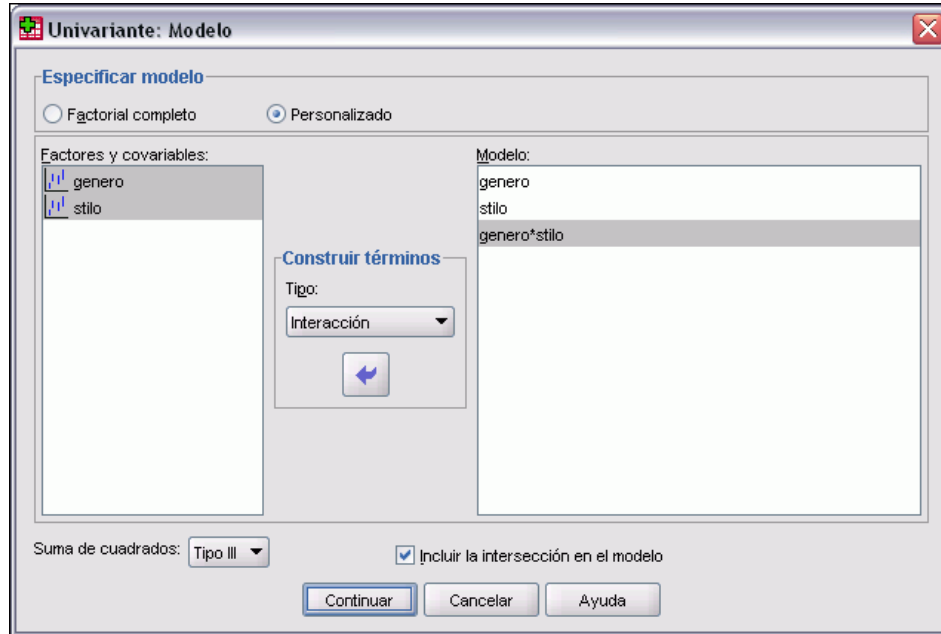 Univariante: Modelo
Especificar modelo
Factorial completo
Personalizado
Factores y covariables:
genero
stilo
Construir términos
Tipo:
Interacción
Modelo:
genero
stilo
genero*stilo
Suma de cuadrados: Tipo III
Incluir la intersección en el modelo
Continuar
Cancelar
Ayuda